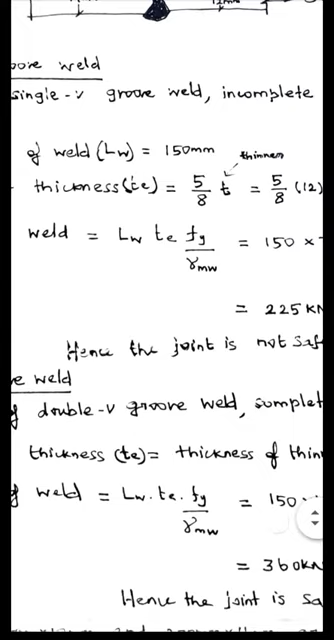 oove weld
single-v groove weld, incomplete
of weld (Lw) = 150mm
thinner
thickness (te) = 5/8 t = 5/8 (12)
weld = Lw te fy/γmw = 150 ×
= 225 KN
Hence the joint is not saf
e weld
double-v groove weld, complet
thickness (te) = thickness of thin
of weld = Lw. te. fy/γmw = 150
= 360KN
Hence the joint is sa